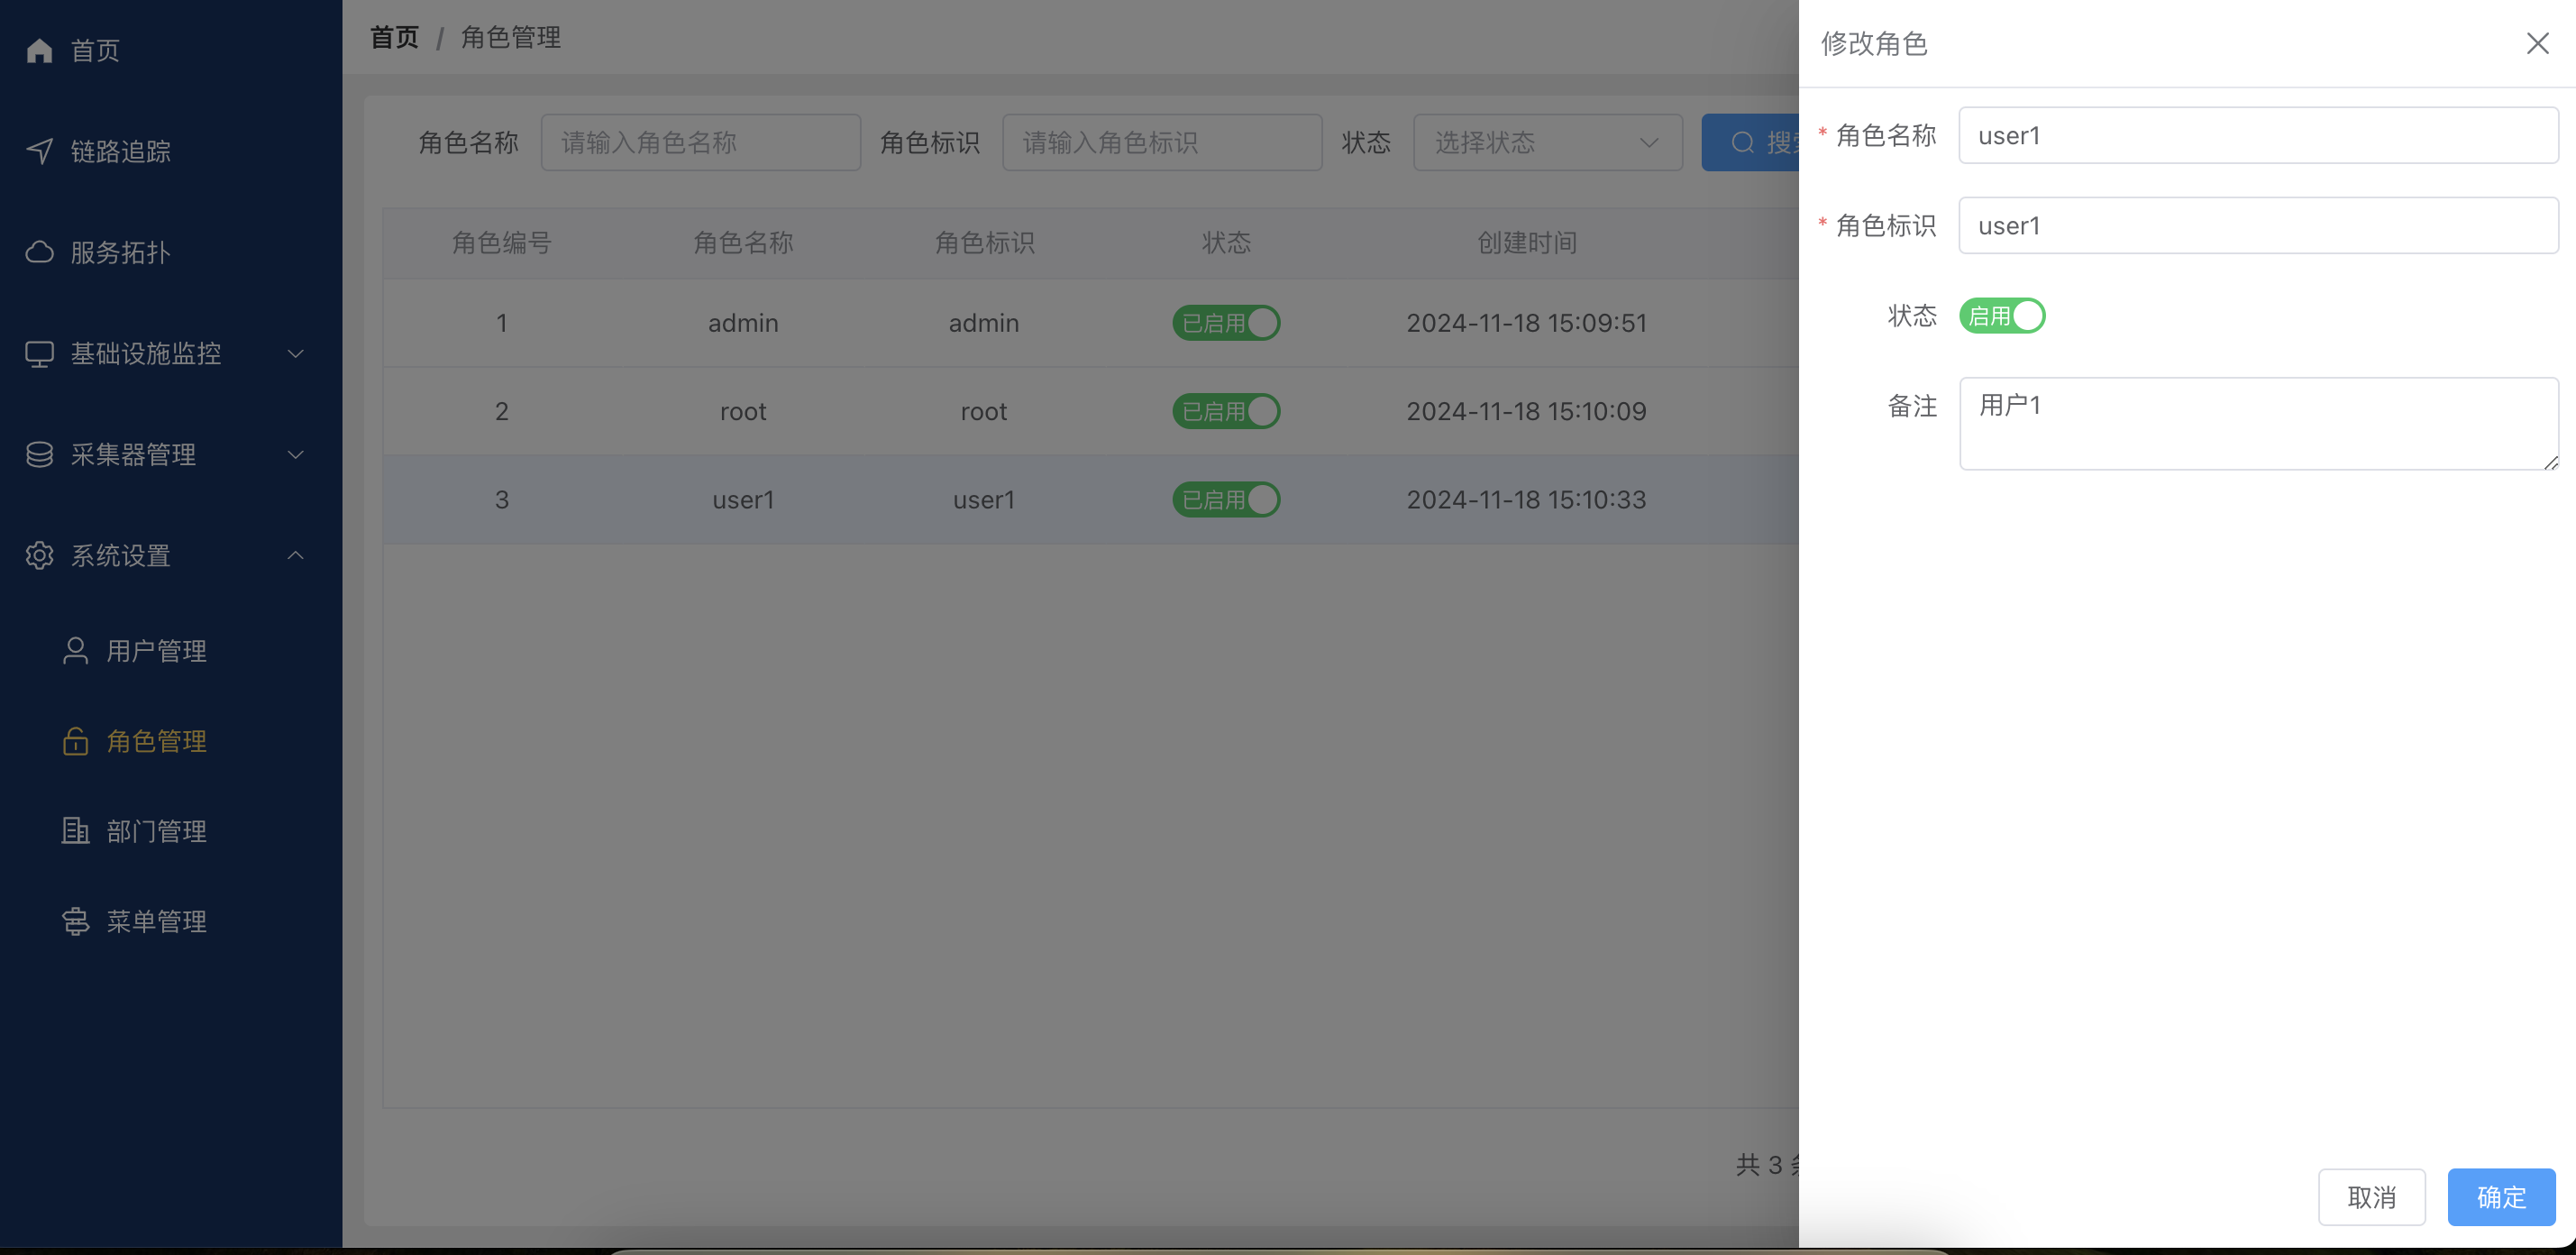 首页
链路追踪
服务拓扑
基础设施监控
采集器管理
系统设置
用户管理
角色管理
部门管理
菜单管理
首页 / 角色管理
角色名称 请输入角色名称 角色标识 请输入角色标识 状态 选择状态
角色编号 角色名称 角色标识 状态 创建时间
1 admin admin 已启用 2024-11-18 15:09:51
2 root root 已启用 2024-11-18 15:10:09
3 user1 user1 已启用 2024-11-18 15:10:33
共 3
修改角色
* 角色名称 user1
* 角色标识 user1
状态 启用
备注 用户1
取消 确定